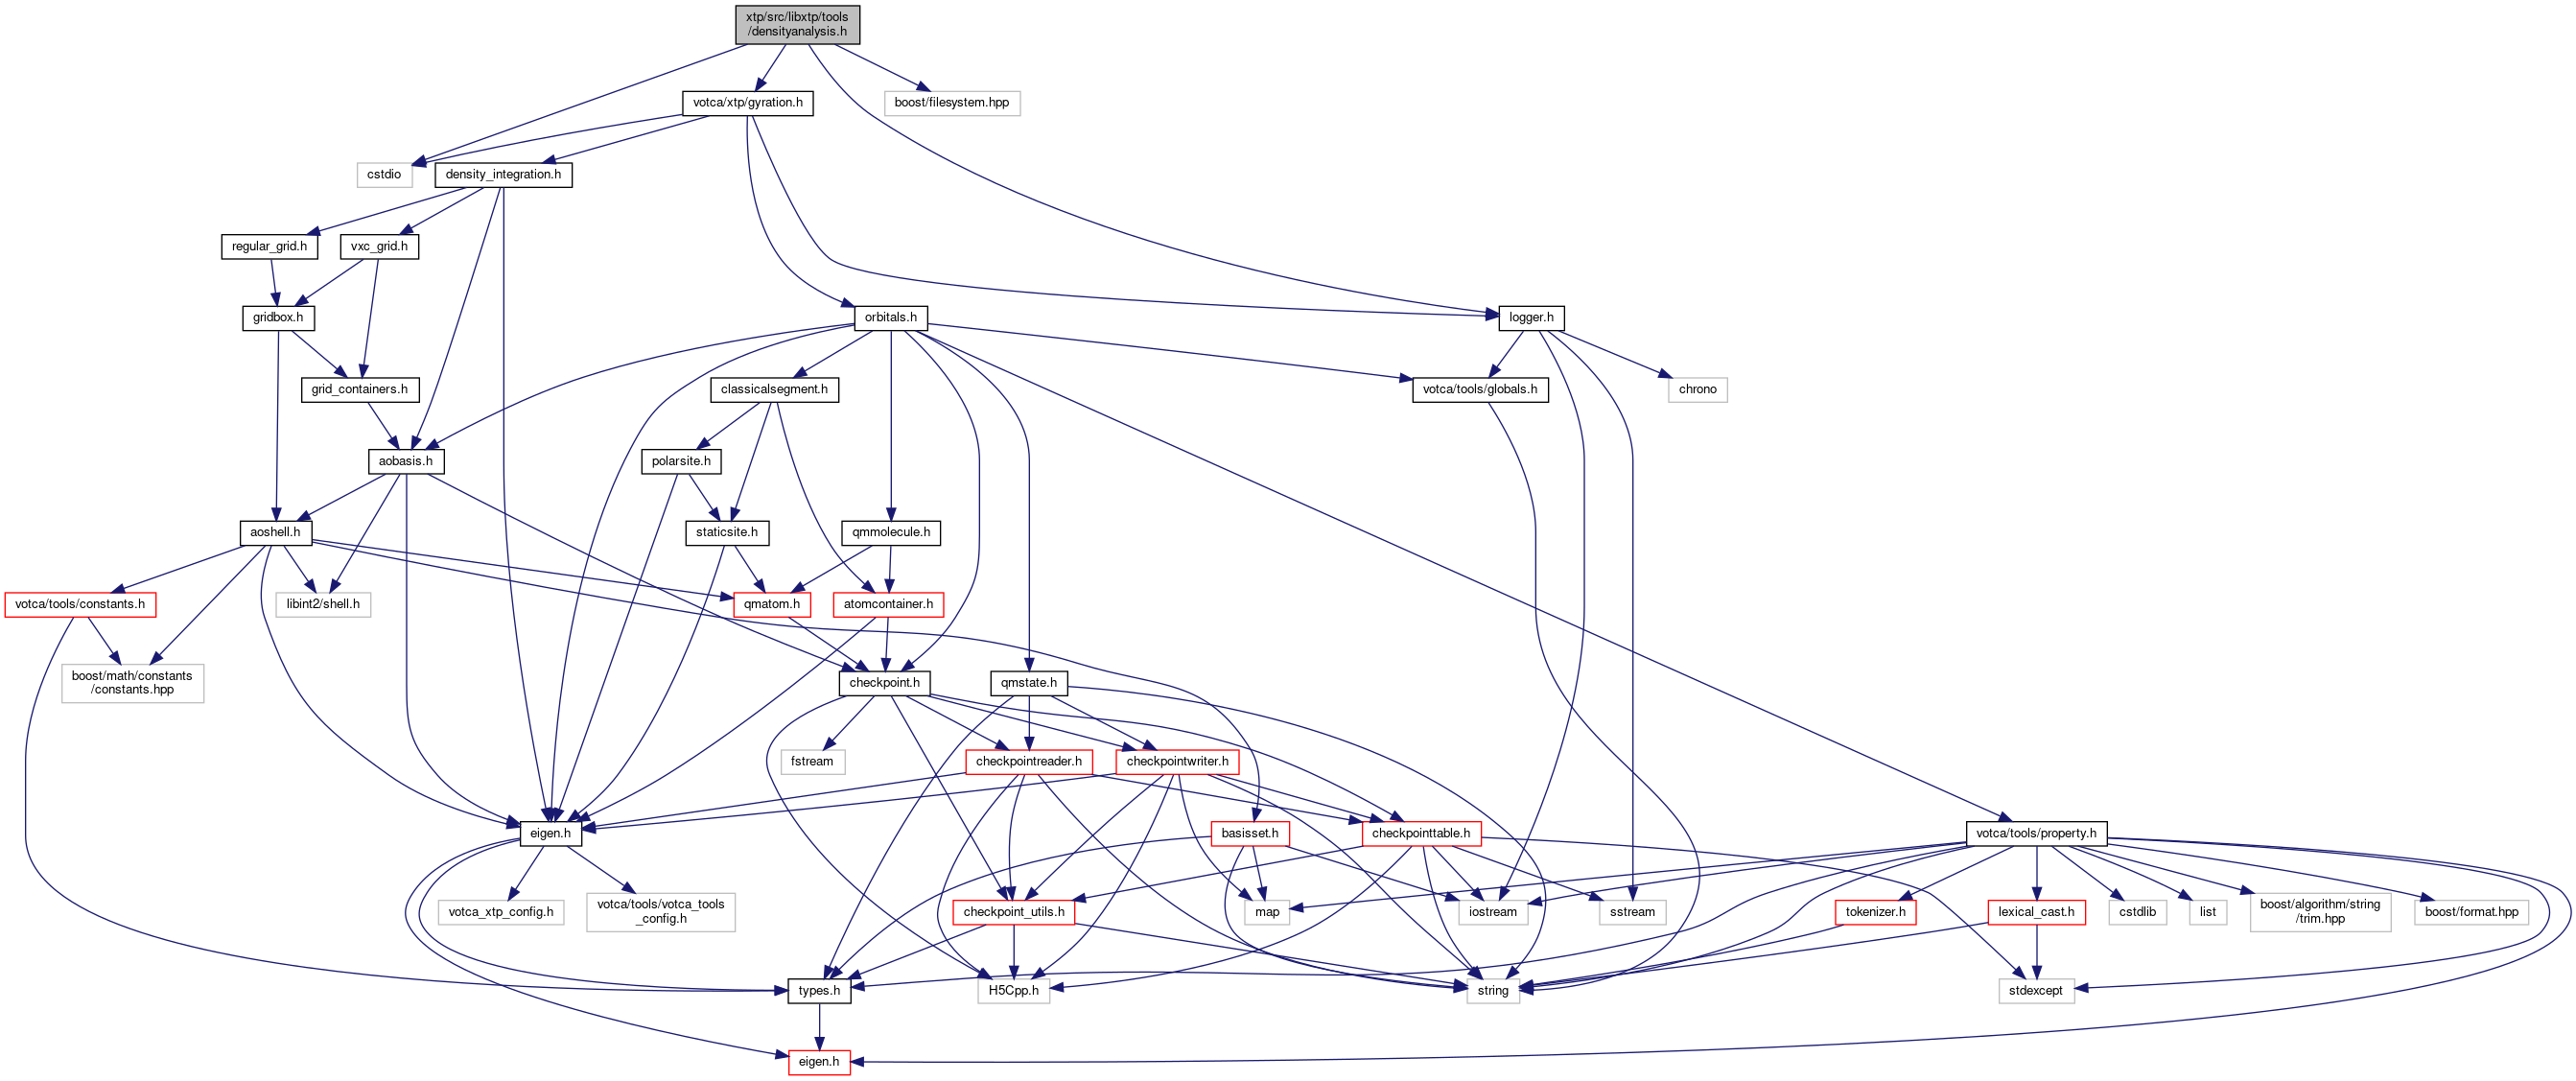 xtp/src/libxtp/tools
/densityanalysis.h
votca/xtp/gyration.h
boost/filesystem.hpp
cstdio
density_integration.h
regular_grid.h
vxc_grid.h
gridbox.h
orbitals.h
logger.h
grid_containers.h
classicalsegment.h
votca/tools/globals.h
chrono
aobasis.h
polarsite.h
aoshell.h
staticsite.h
qmmolecule.h
votca/tools/constants.h
libint2/shell.h
qmatom.h
atomcontainer.h
boost/math/constants
/constants.hpp
checkpoint.h
qmstate.h
fstream
checkpointreader.h
checkpointwriter.h
eigen.h
basisset.h
checkpointtable.h
votca/tools/property.h
votca_xtp_config.h
votca/tools/votca_tools
_config.h
checkpoint_utils.h
map
iostream
sstream
tokenizer.h
lexical_cast.h
cstdlib
list
boost/algorithm/string
/trim.hpp
boost/format.hpp
types.h
H5Cpp.h
string
stdexcept
eigen.h